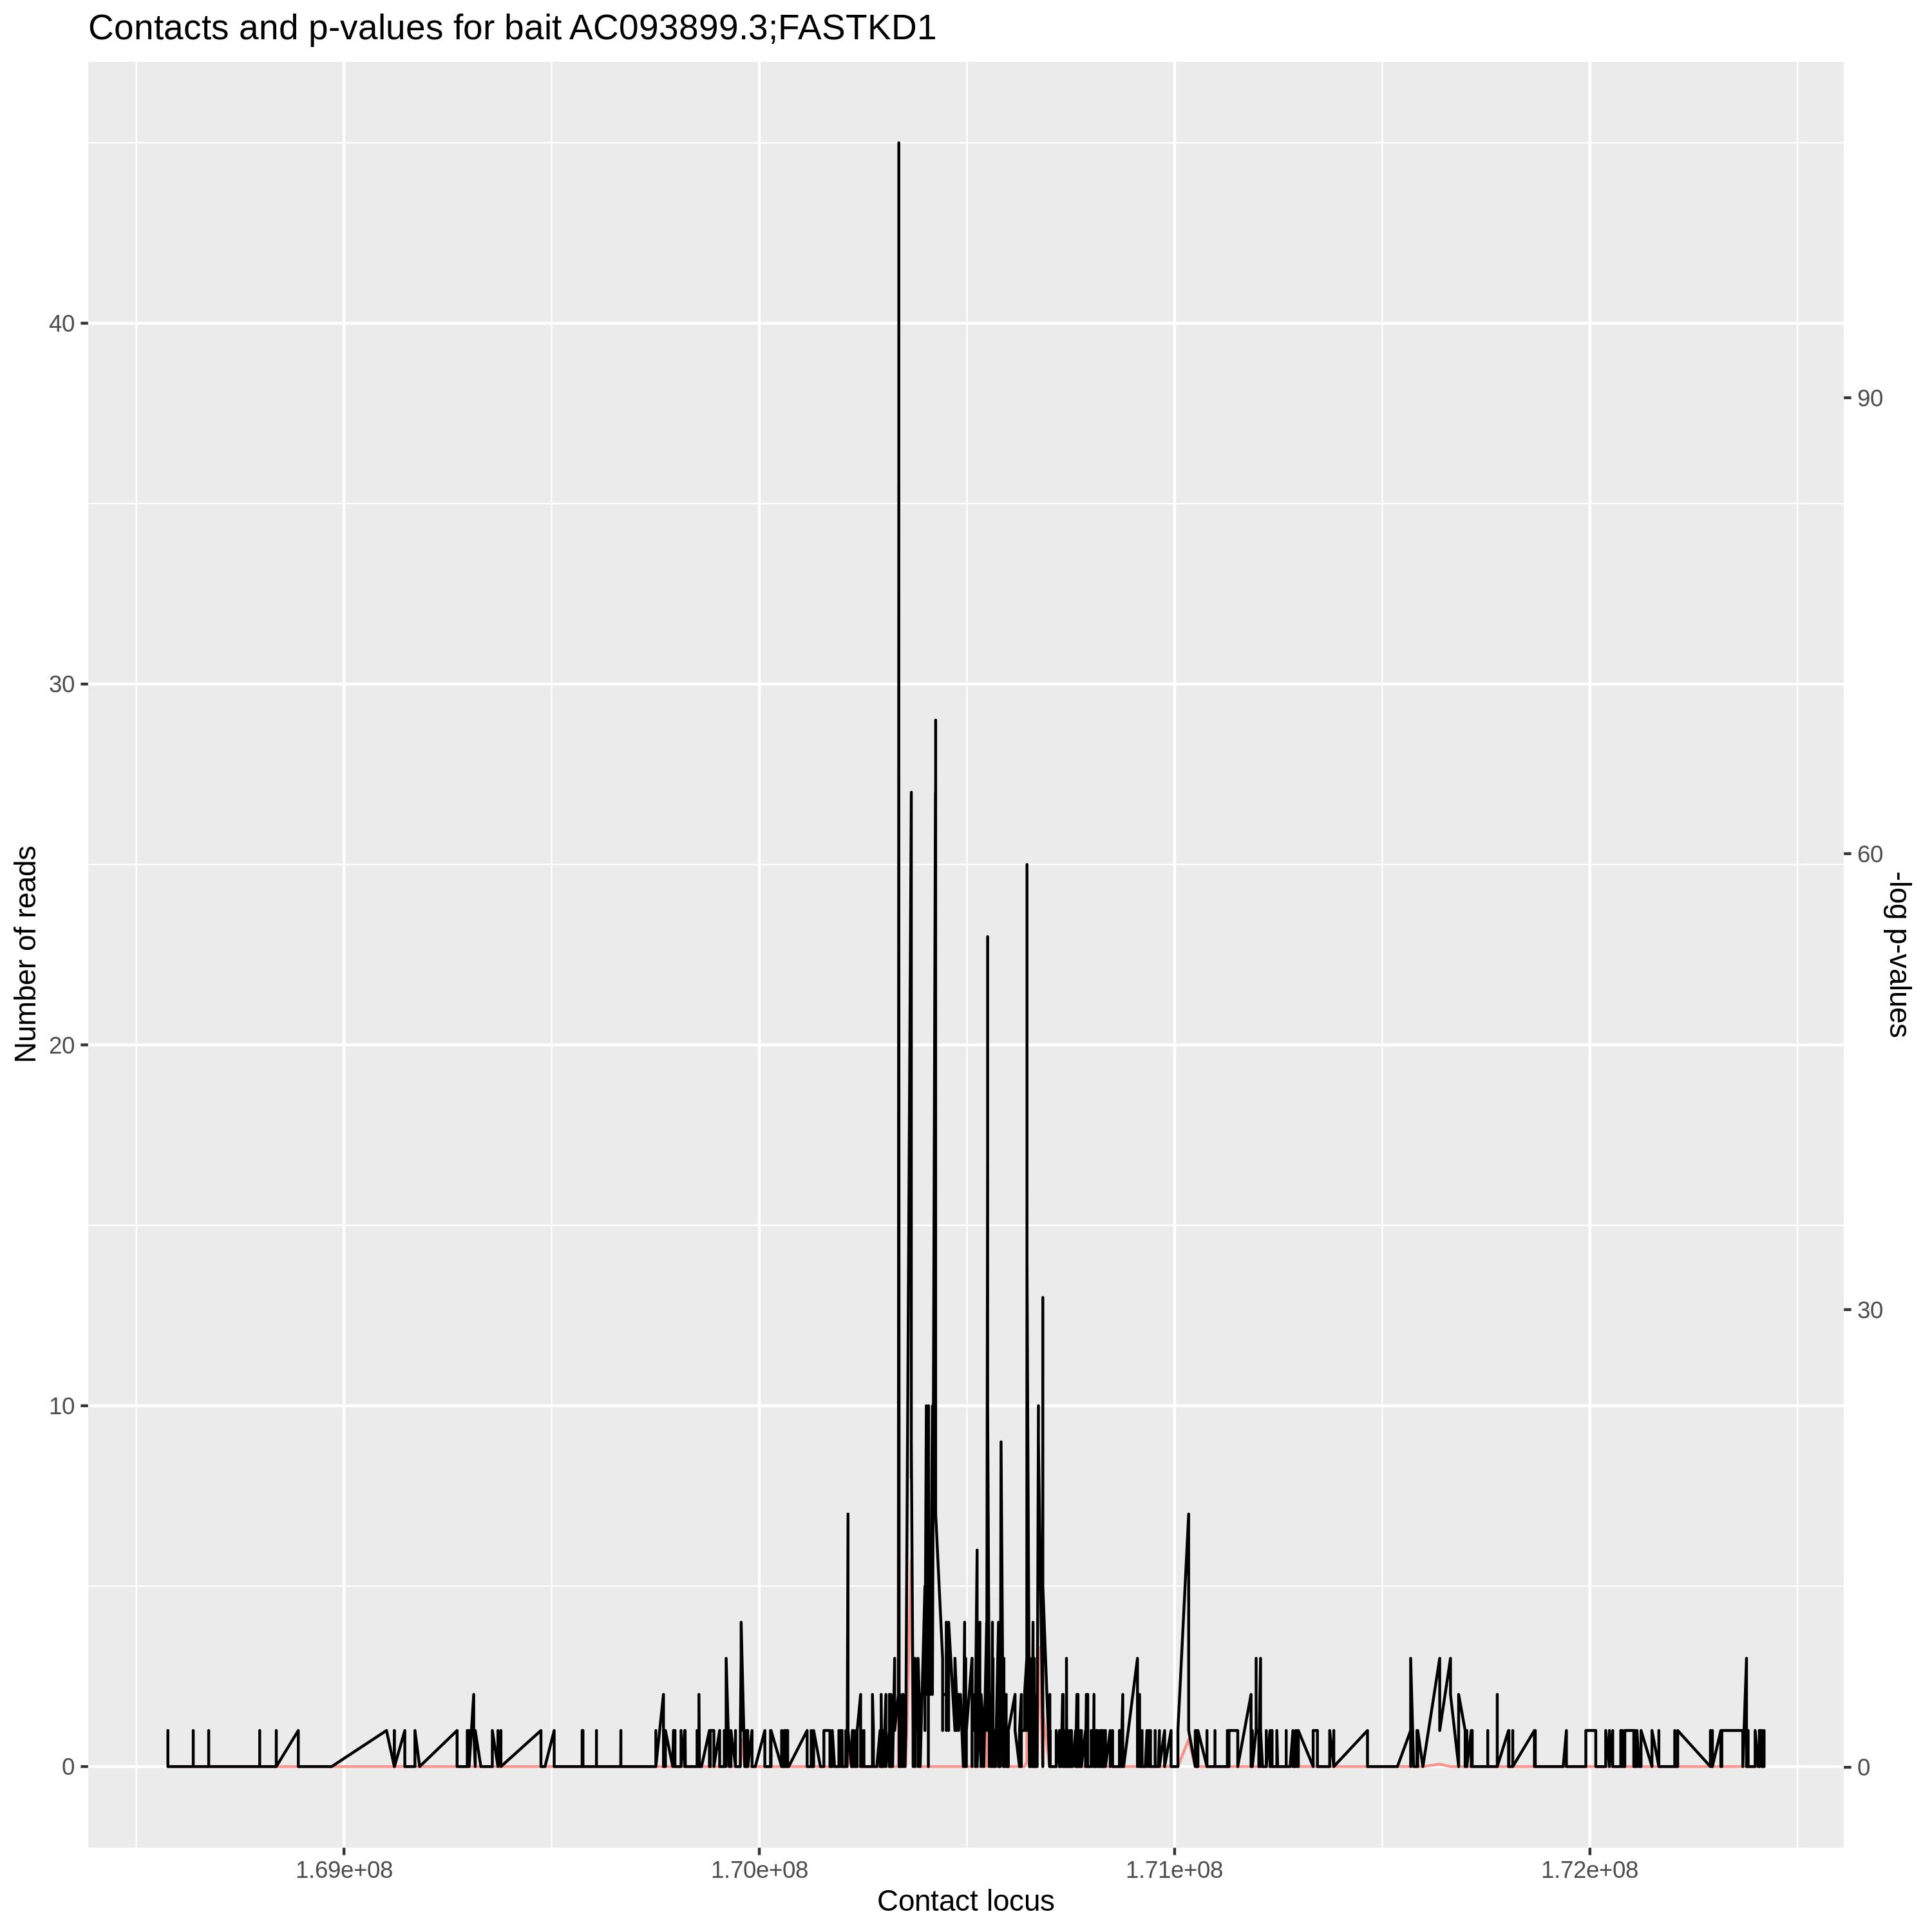 Contacts and p-values for bait AC093899.3;FASTKD1
40
30
20
10
0
Number of reads
90
60
30
0
-log p-values
1.69e+08
1.70e+08
1.71e+08
1.72e+08
Contact locus